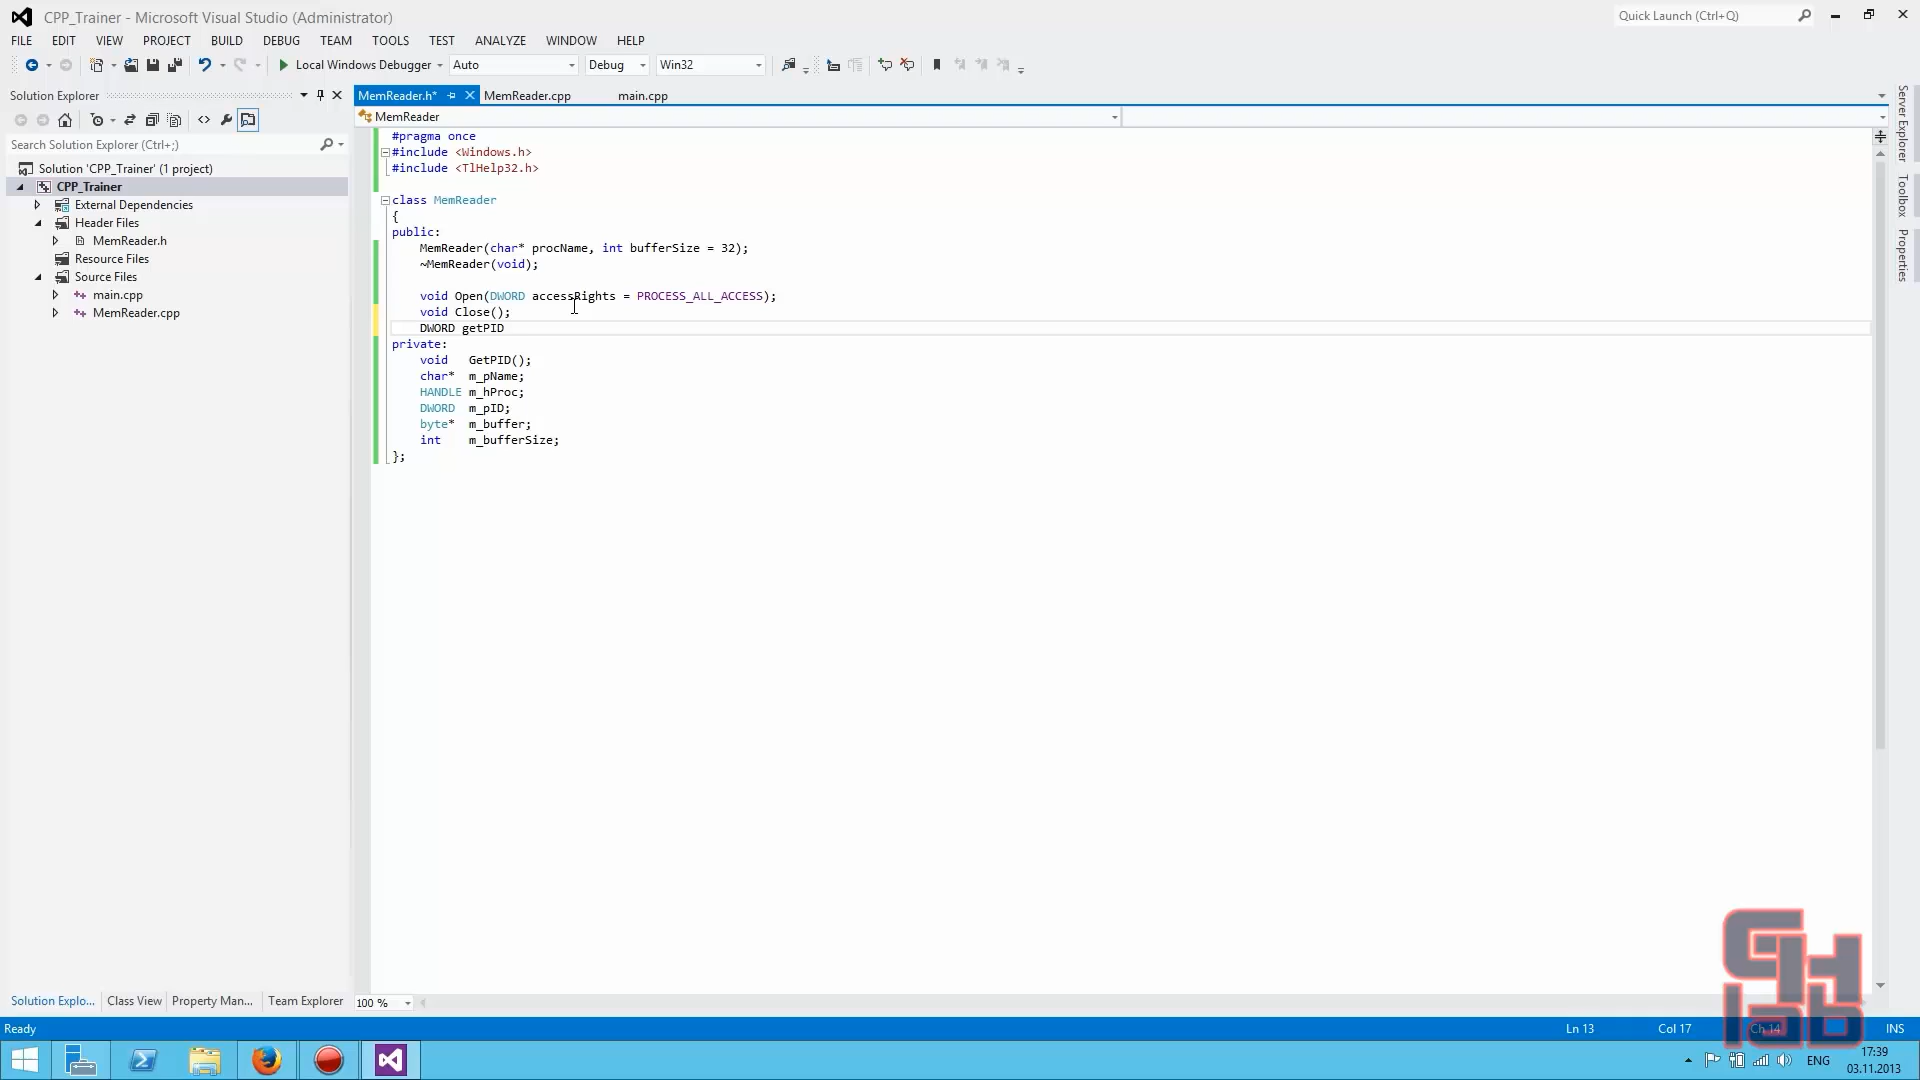 CPP_Trainer - Microsoft Visual Studio (Administrator)
Quick Launch (Ctrl+Q)
FILE EDIT VIEW PROJECT BUILD DEBUG TEAM TOOLS TEST ANALYZE WINDOW HELP
Local Windows Debugger Auto Debug Win32
Solution Explorer
MemReader.h* MemReader.cpp main.cpp
MemReader
Search Solution Explorer (Ctrl+;)
Solution 'CPP_Trainer' (1 project)
CPP_Trainer
External Dependencies
Header Files
MemReader.h
Resource Files
Source Files
main.cpp
MemReader.cpp
#pragma once
#include <Windows.h>
#include <TlHelp32.h>
class MemReader
{
public:
MemReader(char* procName, int bufferSize = 32);
~MemReader(void);
void Open(DWORD accessRights = PROCESS_ALL_ACCESS);
void Close();
DWORD getPID
private:
void GetPID();
char* m_pName;
HANDLE m_hProc;
DWORD m_pID;
byte* m_buffer;
int m_bufferSize;
};
Server Explorer
Toolbox
Properties
Solution Explo... Class View Property Man... Team Explorer
100 %
Ready
Ln 13 Col 17 Ch 14 INS
ENG
17:39
03.11.2013